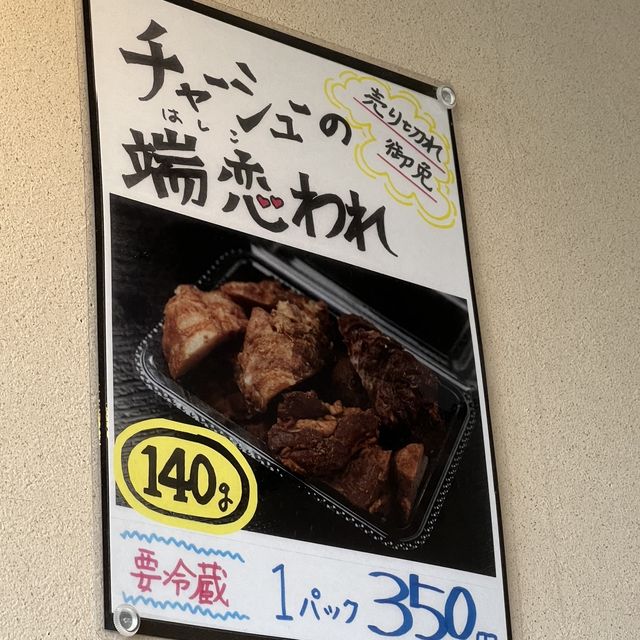 チャーシューの
はしこ
端恋われ
売り切れ
御免
140g
要冷蔵
1パック 350円